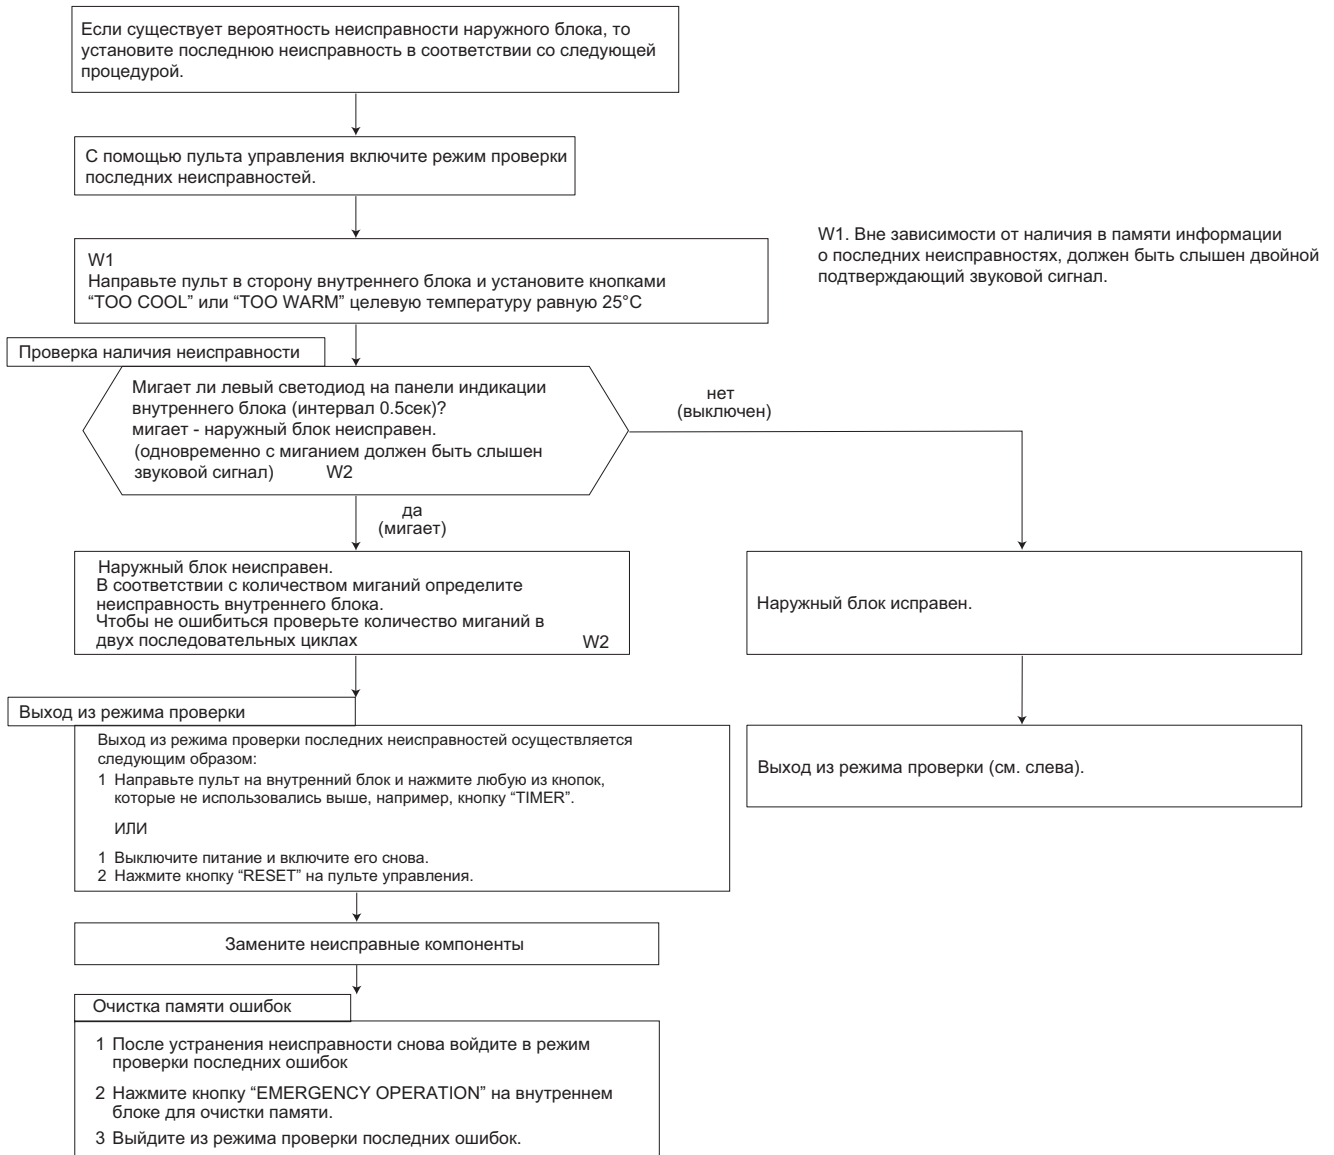 Если существует вероятность неисправности наружного блока, то
установите последнюю неисправность в соответствии со следующей
процедурой.
С помощью пульта управления включите режим проверки
последних неисправностей.
W1
Направьте пульт в сторону внутреннего блока и установите кнопками
“TOO COOL” или “TOO WARM” целевую температуру равную 25°C
W1. Вне зависимости от наличия в памяти информации
о последних неисправностях, должен быть слышен двойной
подтверждающий звуковой сигнал.
Проверка наличия неисправности
Мигает ли левый светодиод на панели индикации
внутреннего блока (интервал 0.5сек)?
мигает - наружный блок неисправен.
(одновременно с миганием должен быть слышен
звуковой сигнал) W2
нет
(выключен)
да
(мигает)
Наружный блок неисправен.
В соответствии с количеством миганий определите
неисправность внутреннего блока.
Чтобы не ошибиться проверьте количество миганий в
двух последовательных циклах W2
Наружный блок исправен.
Выход из режима проверки
Выход из режима проверки последних неисправностей осуществляется
следующим образом:
1 Направьте пульт на внутренний блок и нажмите любую из кнопок,
которые не использовались выше, например, кнопку “TIMER”.
ИЛИ
1 Выключите питание и включите его снова.
2 Нажмите кнопку “RESET” на пульте управления.
Выход из режима проверки (см. слева).
Замените неисправные компоненты
Очистка памяти ошибок
1 После устранения неисправности снова войдите в режим
проверки последних ошибок
2 Нажмите кнопку “EMERGENCY OPERATION” на внутреннем
блоке для очистки памяти.
3 Выйдите из режима проверки последних ошибок.